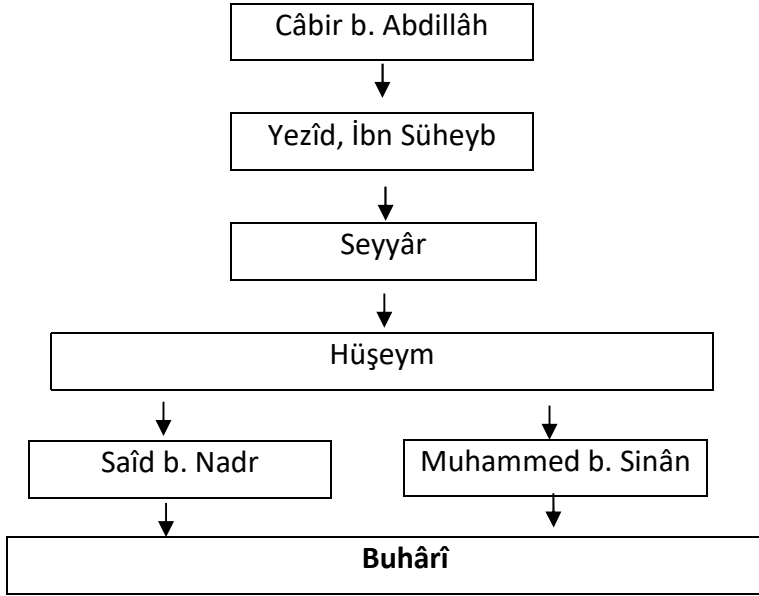 Câbir b. Abdillâh
Yezîd, İbn Süheyb
Seyyâr
Hüşeym
Saîd b. Nadr
Muhammed b. Sinân
Buhârî